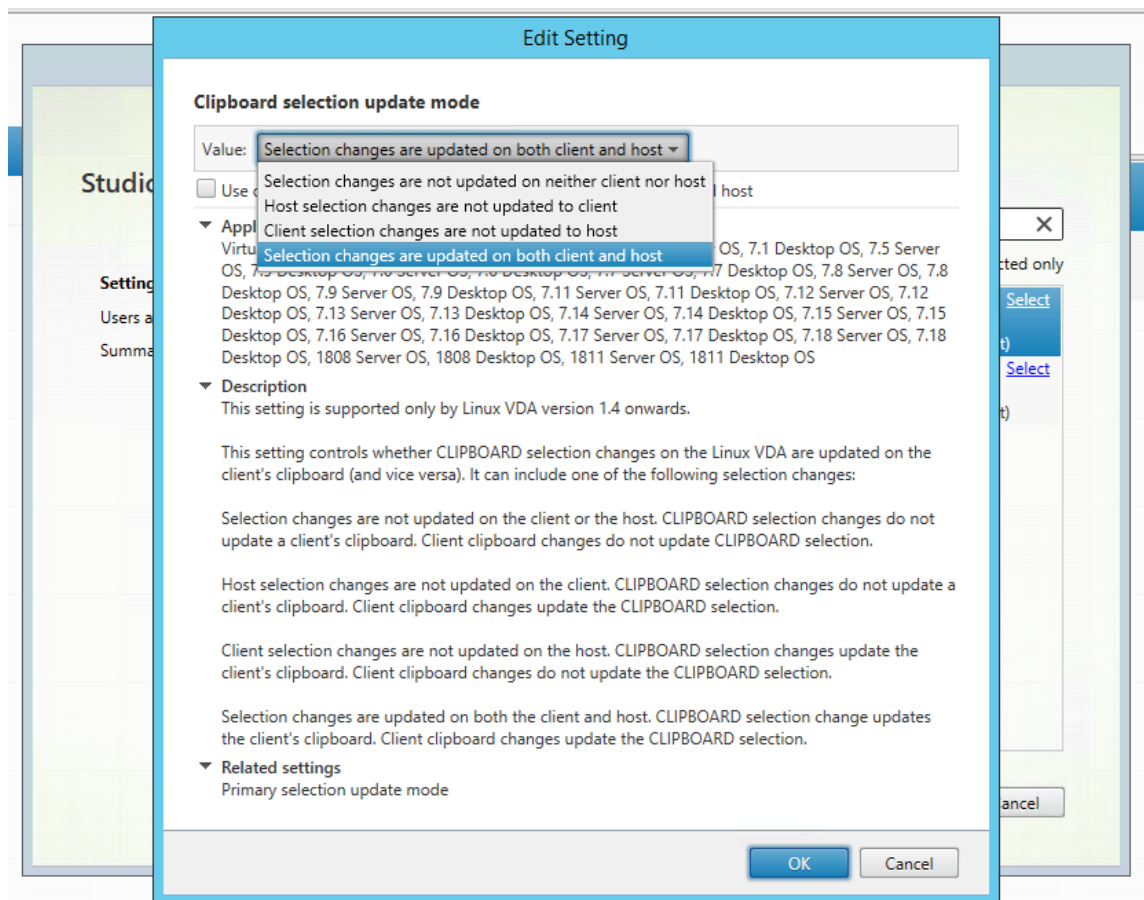 Edit Setting
Clipboard selection update mode
Value: Selection changes are updated on both client and host
Selection changes are not updated on neither client nor host
Host selection changes are not updated to client
Client selection changes are not updated to host
Selection changes are updated on both client and host
Use host
OS, 7.1 Desktop OS, 7.5 Server
OS, 7.7 Desktop OS, 7.8 Server OS, 7.8
Desktop OS, 7.9 Server OS, 7.9 Desktop OS, 7.11 Server OS, 7.11 Desktop OS, 7.12 Server OS, 7.12
Desktop OS, 7.13 Server OS, 7.13 Desktop OS, 7.14 Server OS, 7.14 Desktop OS, 7.15 Server OS, 7.15
Desktop OS, 7.16 Server OS, 7.16 Desktop OS, 7.17 Server OS, 7.17 Desktop OS, 7.18 Server OS, 7.18
Desktop OS, 1808 Server OS, 1808 Desktop OS, 1811 Server OS, 1811 Desktop OS
Description
This setting is supported only by Linux VDA version 1.4 onwards.
This setting controls whether CLIPBOARD selection changes on the Linux VDA are updated on the
client's clipboard (and vice versa). It can include one of the following selection changes:
Selection changes are not updated on the client or the host. CLIPBOARD selection changes do not
update a client's clipboard. Client clipboard changes do not update CLIPBOARD selection.
Host selection changes are not updated on the client. CLIPBOARD selection changes do not update a
client's clipboard. Client clipboard changes update the CLIPBOARD selection.
Client selection changes are not updated on the host. CLIPBOARD selection changes update the
client's clipboard. Client clipboard changes do not update the CLIPBOARD selection.
Selection changes are updated on both the client and host. CLIPBOARD selection change updates
the client's clipboard. Client clipboard changes update the CLIPBOARD selection.
Related settings
Primary selection update mode
OK
Cancel
Studio
Setting
Users a
Summa
cted only
Select
t)
Select
t)
ancel